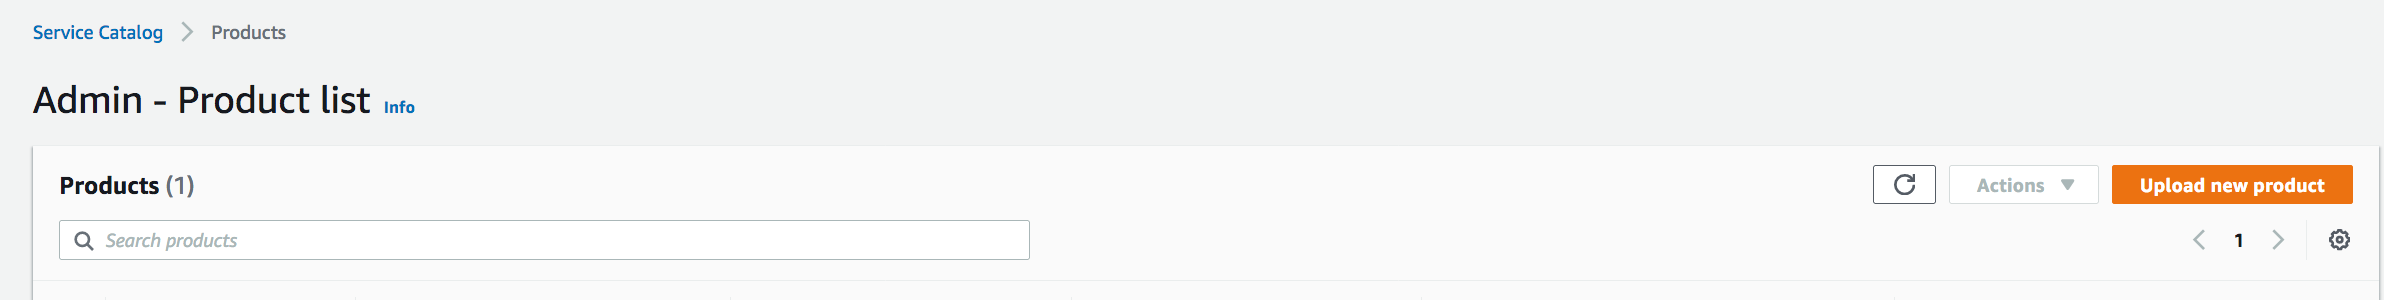 Service Catalog > Products
Admin - Product list Info
Products (1)
Actions
Upload new product
Search products
1